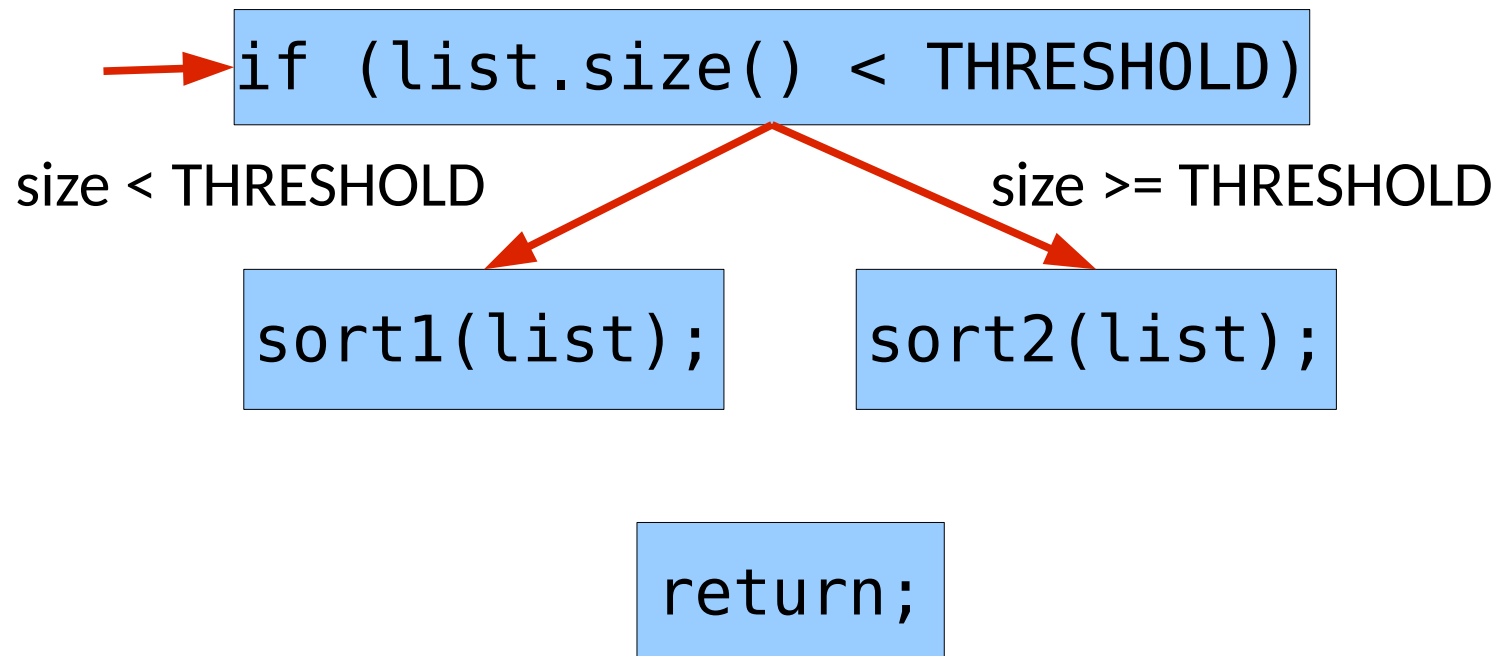 if (list.size() < THRESHOLD)
size < THRESHOLD
size >= THRESHOLD
sort1(list);
sort2(list);
return;